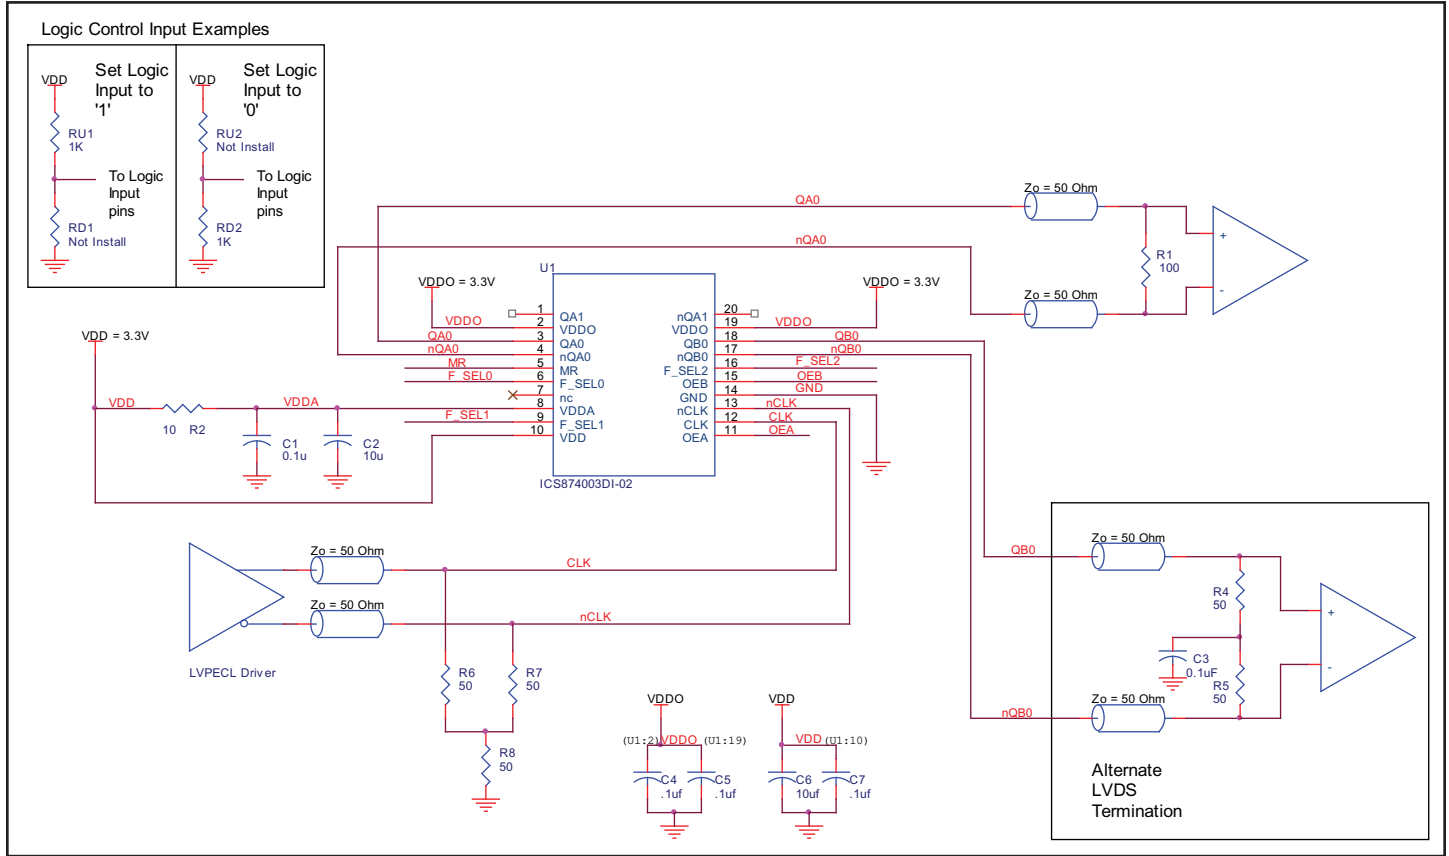 Logic Control Input Examples
VDD
Set Logic
Input to
'1'
RU1
1K
To Logic
Input
pins
RD1
Not Install
VDD
Set Logic
Input to
'0'
RU2
Not Install
To Logic
Input
pins
RD2
1K
QA0
nQA0
Zo = 50 Ohm
Zo = 50 Ohm
R1
100
+
-
U1
VDDO = 3.3V
VDDO = 3.3V
VDDO
QA0
nQA0
MR
F_SEL0
F_SEL1
1
2
3
4
5
6
7
8
9
10
QA1
VDDO
QA0
nQA0
MR
F_SEL0
nc
VDDA
F_SEL1
VDD
nQA1
VDDO
QB0
nQB0
F_SEL2
OEB
GND
nCLK
CLK
OEA
20
19
18
17
16
15
14
13
12
11
VDDO
QB0
nQB0
F_SEL2
OEB
GND
nCLK
CLK
OEA
ICS874003DI-02
VDD = 3.3V
VDD
VDDA
10 R2
C1
0.1u
C2
10u
Zo = 50 Ohm
CLK
Zo = 50 Ohm
nCLK
LVPECL Driver
R6
50
R7
50
R8
50
VDDO
(U1:2)
VDDO
(U1:19)
C4
.1uf
C5
.1uf
VDD
VDD
(U1:10)
C6
10uf
C7
.1uf
QB0
Zo = 50 Ohm
R4
50
C3
0.1uF
R5
50
+
-
nQB0
Zo = 50 Ohm
Alternate
LVDS
Termination